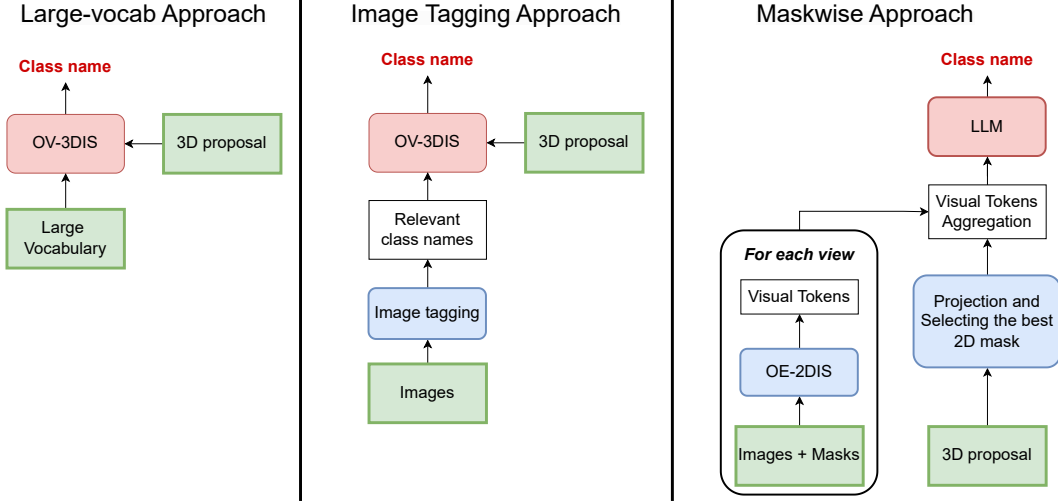 Large-vocab Approach
Class name
OV-3DIS
3D proposal
Large
Vocabulary
Image Tagging Approach
Class name
OV-3DIS
3D proposal
Relevant
class names
Image tagging
Images
Maskwise Approach
Class name
LLM
Visual Tokens
Aggregation
For each view
Visual Tokens
Projection and
Selecting the best
2D mask
OE-2DIS
Images + Masks
3D proposal